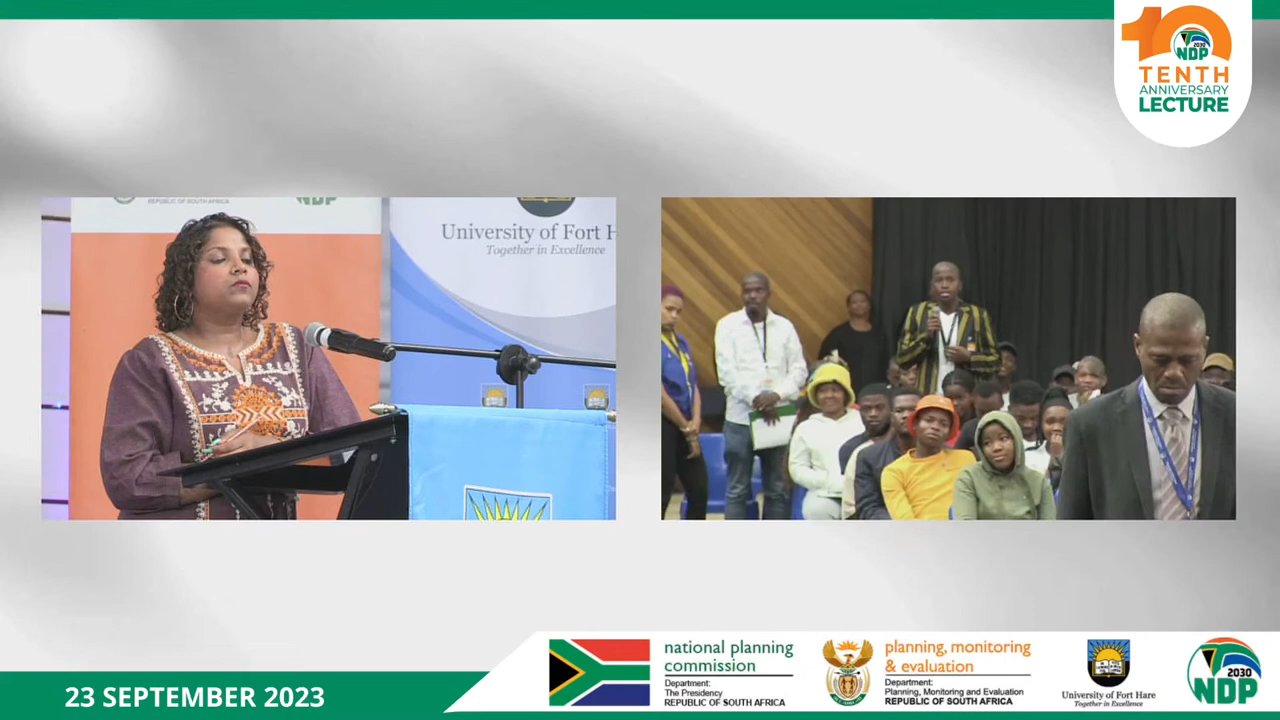 10
2030
NDP
TENTH
ANNIVERSARY
LECTURE
REPUBLIC OF SOUTH AFRICA
NDP
University of Fort H
Together in Excellence
23 SEPTEMBER 2023
national planning
commission
Department:
The Presidency
REPUBLIC OF SOUTH AFRICA
planning, monitoring
& evaluation
Department:
Planning, Monitoring and Evaluation
REPUBLIC OF SOUTH AFRICA
University of Fort Hare
Together in Excellence
2030
NDP